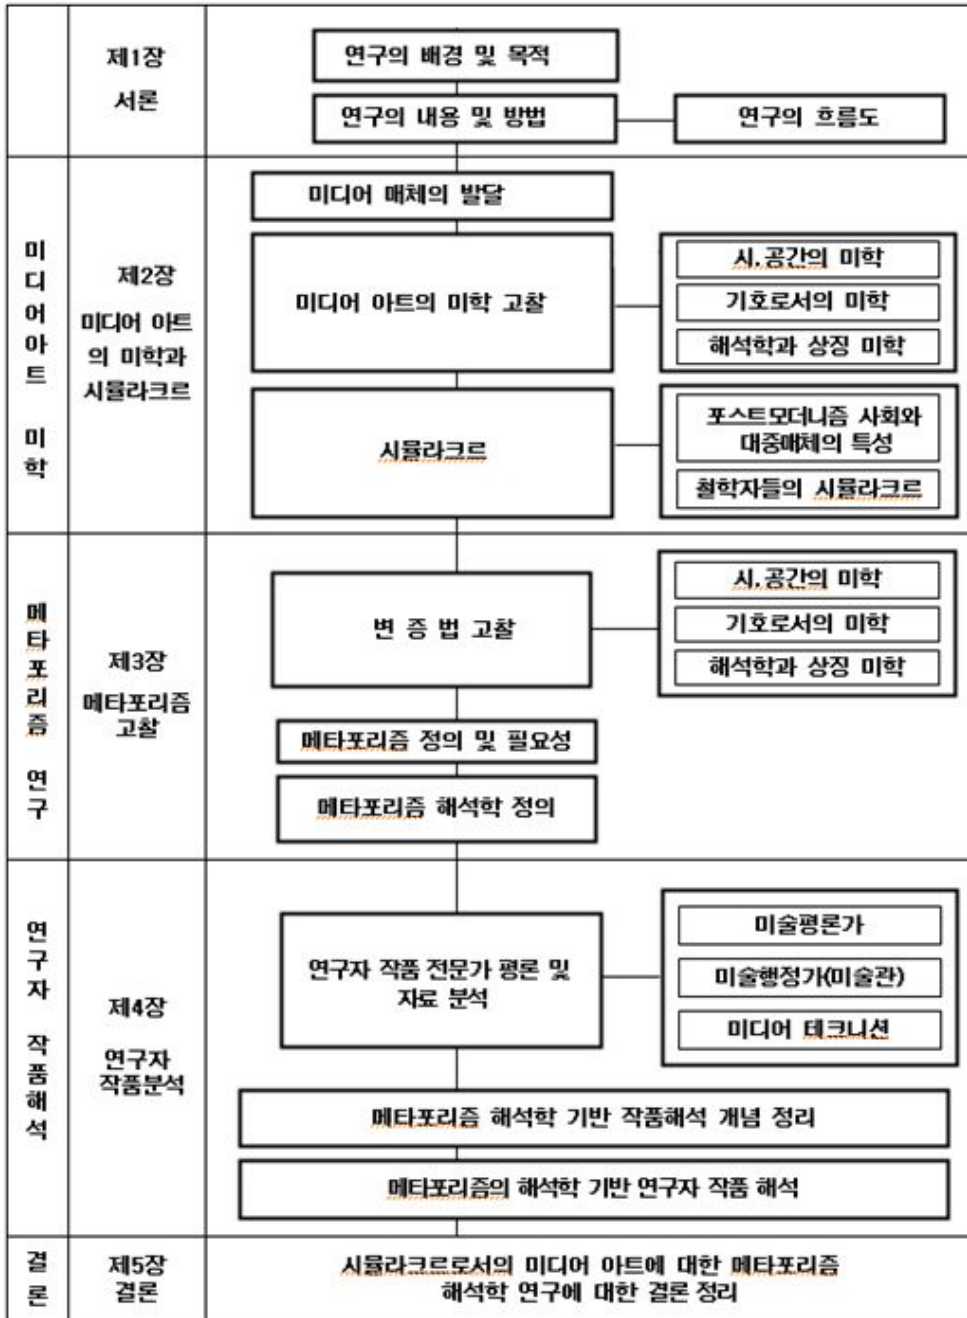 제1장
서론
연구의 배경 및 목적
연구의 내용 및 방법
연구의 흐름도
미디어아트 미학
제2장
미디어 아트
의 미학과
시뮬라크르
미디어 매체의 발달
미디어 아트의 미학 고찰
시.공간의 미학
기호로서의 미학
해석학과 상징 미학
시뮬라크르
포스트모더니즘 사회와
대중매체의 특성
철학자들의 시뮬라크르
메타포리즘 연구
제3장
메타포리즘
고찰
변 증 법 고찰
시.공간의 미학
기호로서의 미학
해석학과 상징 미학
메타포리즘 정의 및 필요성
메타포리즘 해석학 정의
연구자 작품해석
제4장
연구자
작품분석
연구자 작품 전문가 평론 및
자료 분석
미술평론가
미술행정가(미술관)
미디어 테크니션
메타포리즘 해석학 기반 작품해석 개념 정리
메타포리즘의 해석학 기반 연구자 작품 해석
결론
제5장
결론
시뮬라크르로서의 미디어 아트에 대한 메타포리즘
해석학 연구에 대한 결론 정리